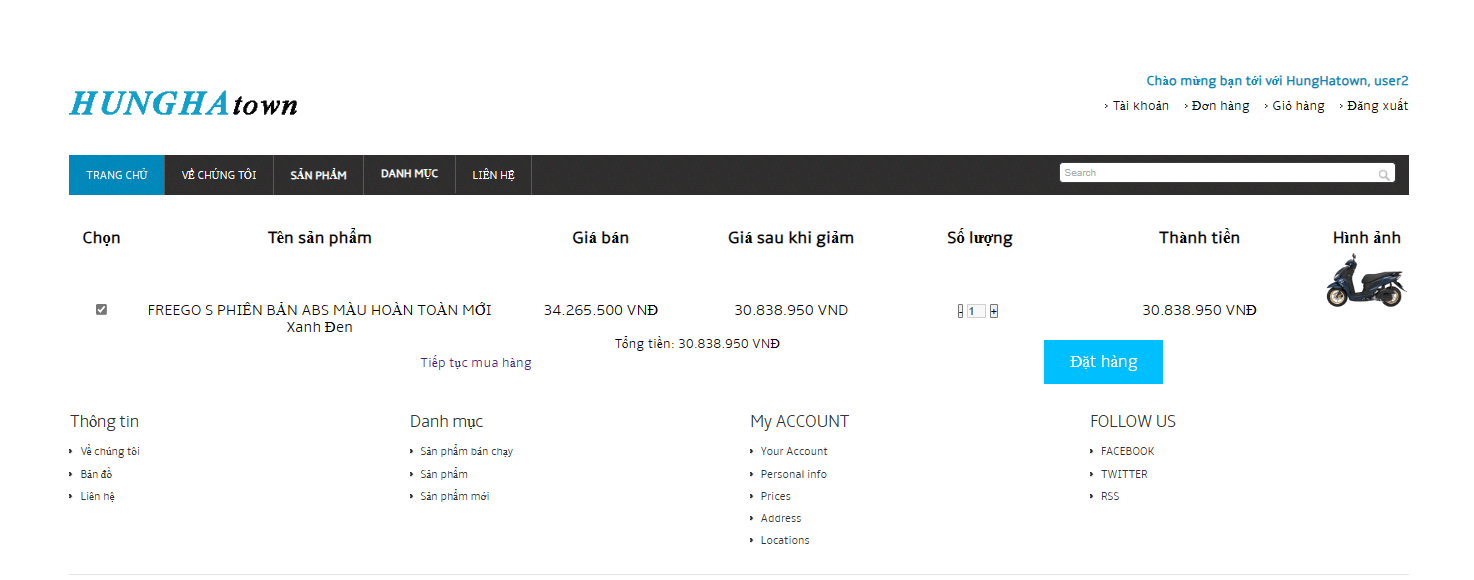 Chào mừng bạn tới với HungHatown, user2
HUNGHAtown
Tài khoản Đơn hàng Giỏ hàng Đăng xuất
TRANG CHỦ VỀ CHÚNG TÔI SẢN PHẨM DANH MỤC LIÊN HỆ Search
Chọn Tên sản phẩm Giá bán Giá sau khi giảm Số lượng Thành tiền Hình ảnh
FREEGO S PHIÊN BẢN ABS MÀU HOÀN TOÀN MỚI 34.265.500 VNĐ 30.838.950 VND - 1 + 30.838.950 VNĐ
Xanh Đen
Tổng tiền: 30.838.950 VNĐ
Tiếp tục mua hàng Đặt hàng
Thông tin Danh mục My ACCOUNT FOLLOW US
Về chúng tôi Sản phẩm bán chạy Your Account FACEBOOK
Bản đồ Sản phẩm Personal info TWITTER
Liên hệ Sản phẩm mới Prices RSS
Address
Locations